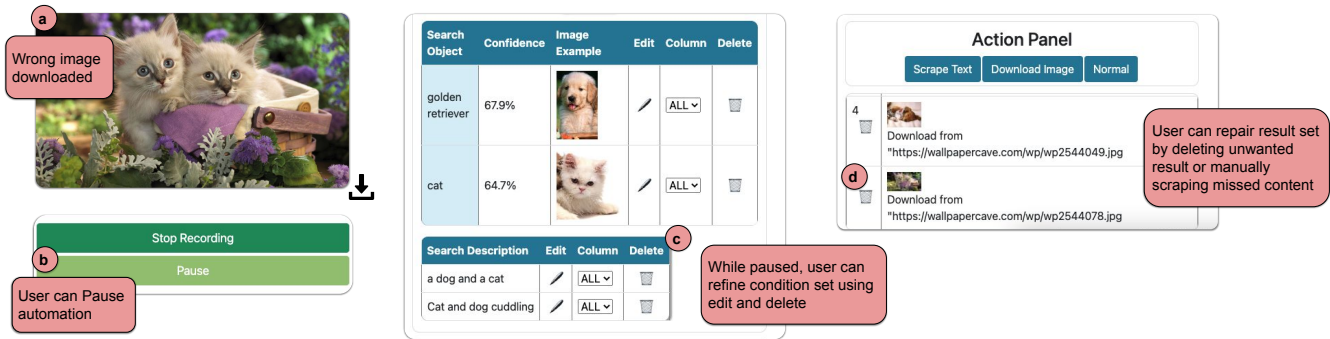 a
Wrong image
downloaded
Stop Recording
b
Pause
User can Pause
automation
Search
Object
Confidence
Image
Example
Edit
Column
Delete
golden
retriever
67.9%
ALL
cat
64.7%
ALL
c
Search Description
Edit
Column
Delete
a dog and a cat
ALL
Cat and dog cuddling
ALL
While paused, user can
refine condition set using
edit and delete
Action Panel
Scrape Text
Download Image
Normal
4
Download from
"https://wallpapercave.com/wp/wp2544049.jpg
d
Download from
"https://wallpapercave.com/wp/wp2544078.jpg
User can repair result set
by deleting unwanted
result or manually
scraping missed content